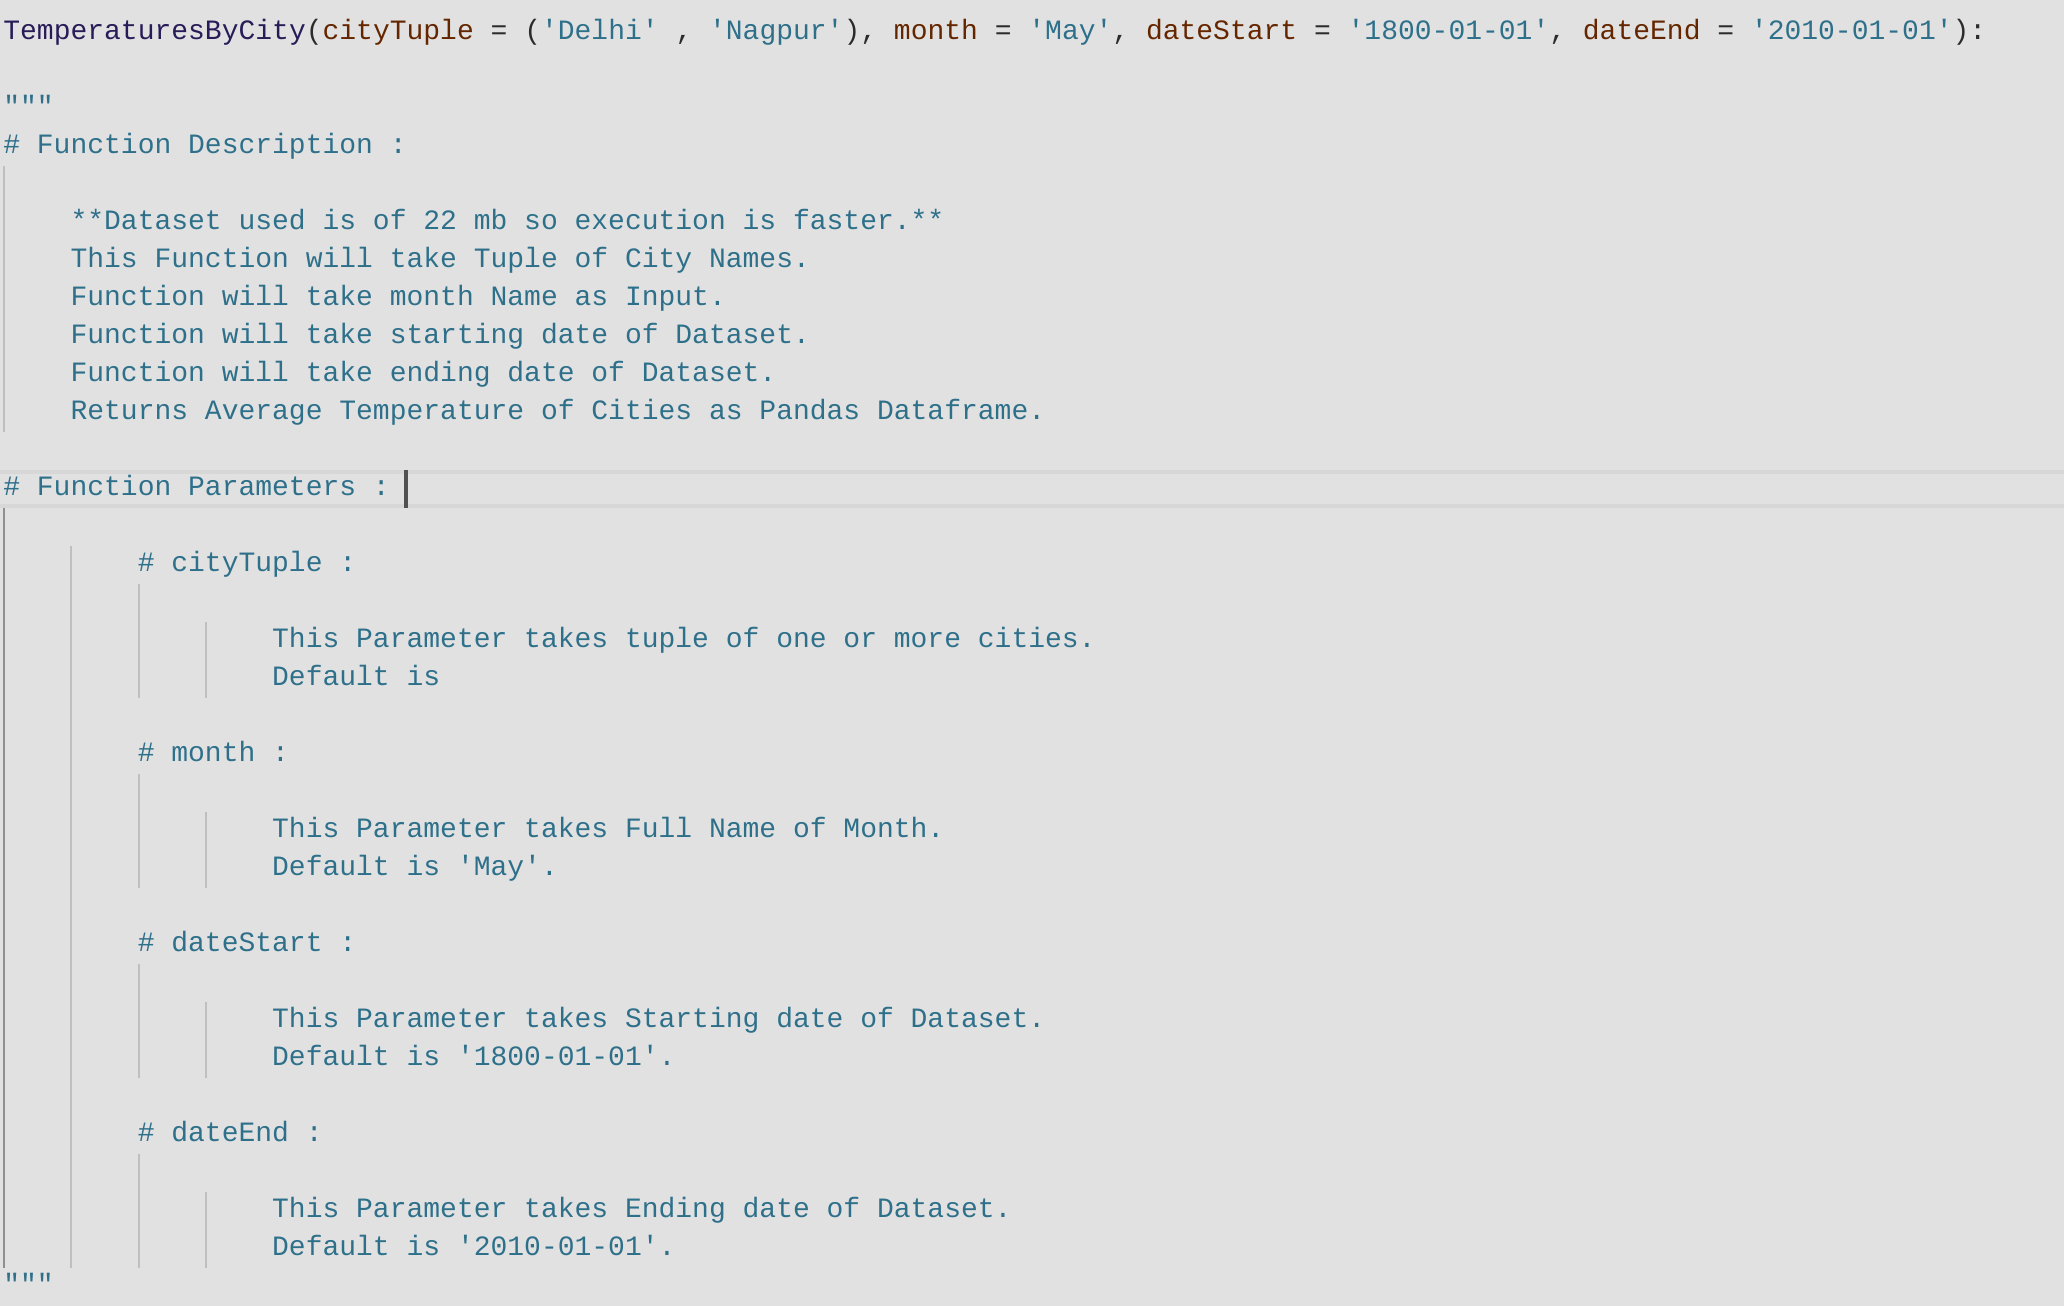 TemperaturesByCity(cityTuple = ('Delhi' , 'Nagpur'), month = 'May', dateStart = '1800-01-01', dateEnd = '2010-01-01'):
"""
# Function Description :
**Dataset used is of 22 mb so execution is faster.**
This Function will take Tuple of City Names.
Function will take month Name as Input.
Function will take starting date of Dataset.
Function will take ending date of Dataset.
Returns Average Temperature of Cities as Pandas Dataframe.
# Function Parameters :
# cityTuple :
This Parameter takes tuple of one or more cities.
Default is
# month :
This Parameter takes Full Name of Month.
Default is 'May'.
# dateStart :
This Parameter takes Starting date of Dataset.
Default is '1800-01-01'.
# dateEnd :
This Parameter takes Ending date of Dataset.
Default is '2010-01-01'.
"""